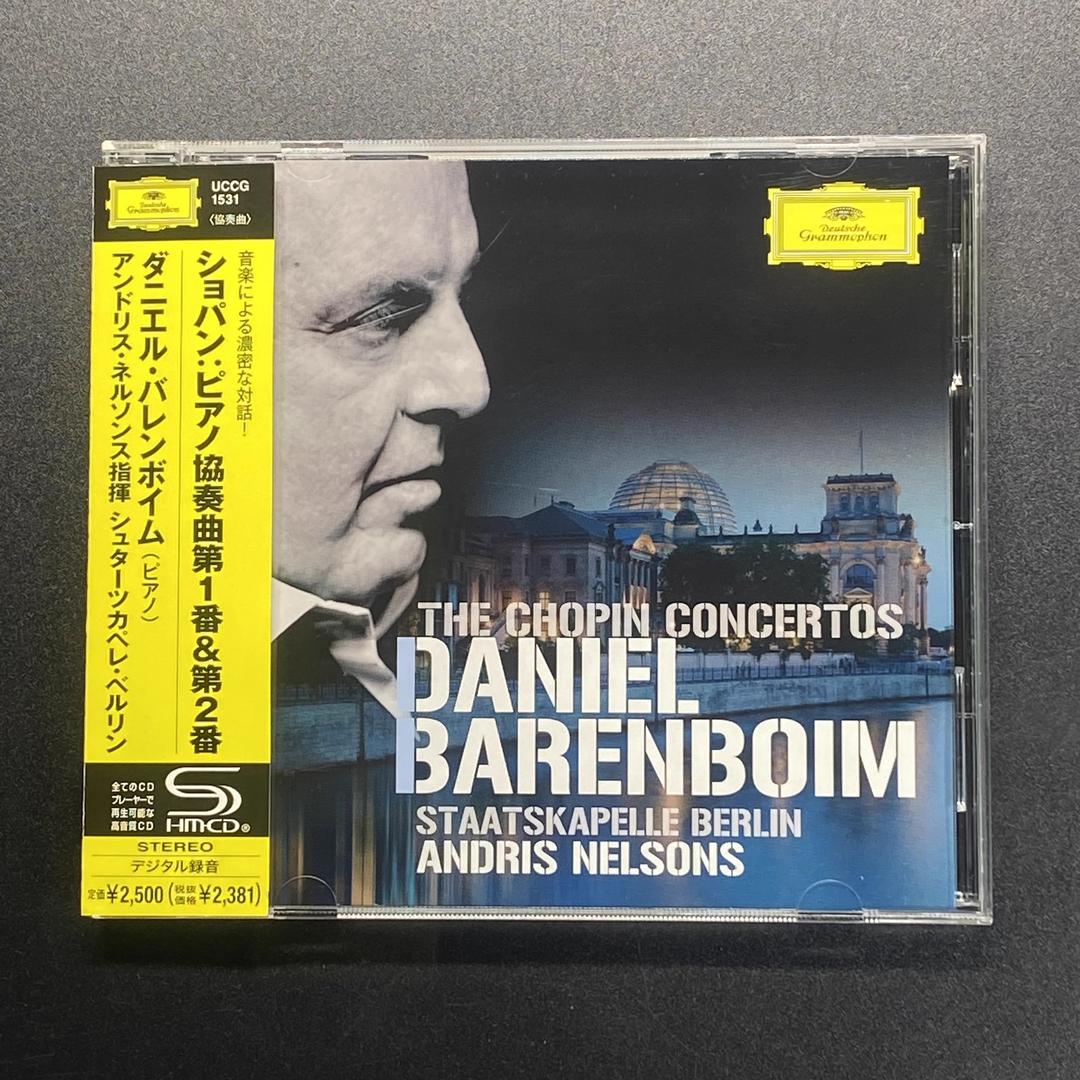 Deutsche
Grammophon
UCCG
1531
〈協奏曲〉
音楽による濃密な対話!
ショパン:ピアノ協奏曲第1番&第2番
ダニエル・バレンボイム(ピアノ)
アンドリス・ネルソンス指揮 シュターツカペレ・ベルリン
全てのCD
プレーヤーで
再生可能な
高音質CD
SHM-CD®
STEREO
デジタル録音
定価¥2,500(税抜価格¥2,381)
Deutsche
Grammophon
THE CHOPIN CONCERTOS
DANIEL
BARENBOIM
STAATSKAPELLE BERLIN
ANDRIS NELSONS